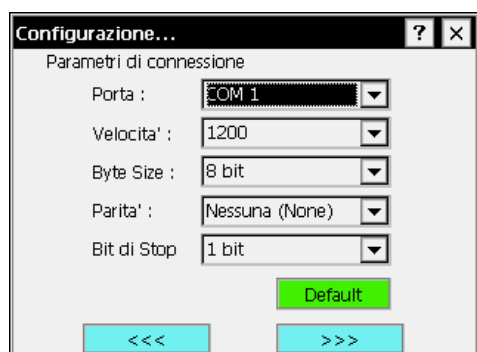 Configurazione... ? ×
Parametri di connessione
Porta : COM 1
Velocita' : 1200
Byte Size : 8 bit
Parita' : Nessuna (None)
Bit di Stop 1 bit
Default
<<< >>>